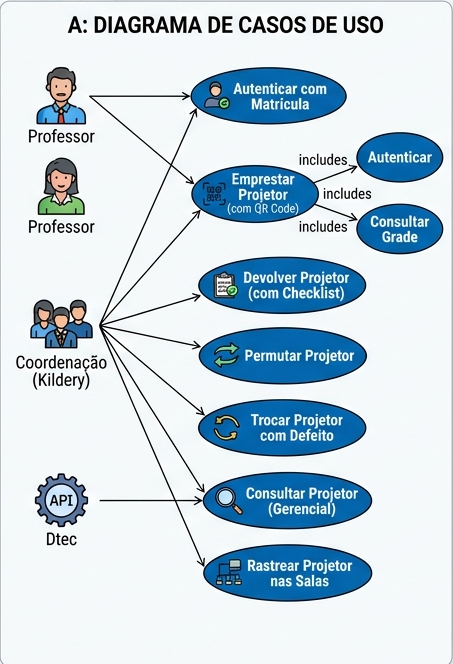 A: DIAGRAMA DE CASOS DE USO
Professor
Professor
Coordenação
(Kildery)
API
Dtec
Autenticar com
Matricula
Emprestar
Projetor
(com QR Code)
includes
includes
includes
Autenticar
Consultar
Grade
Devolver Projetor
(com Checklist)
Permutar Projetor
Trocar Projetor
com Defeito
Consultar Projetor
(Gerencial)
Rastrear Projetor
nas Salas